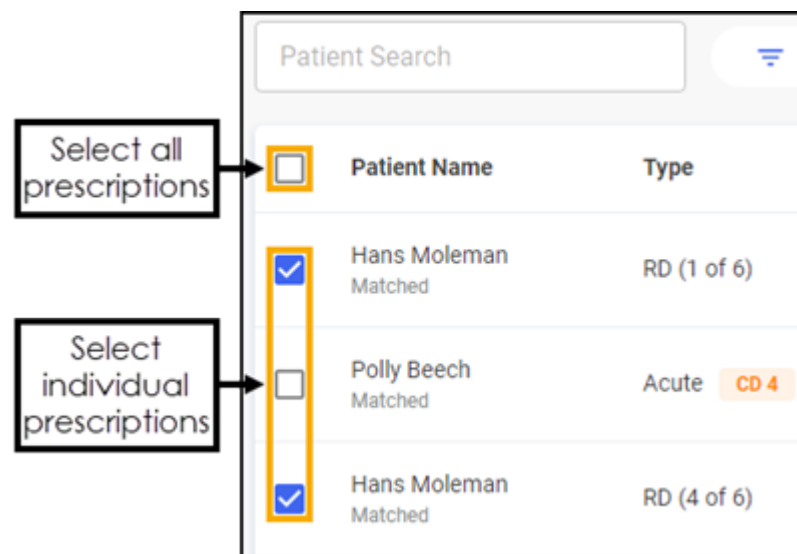 Patient Search
Select all
prescriptions
Patient Name Type
Hans Moleman
Matched
RD (1 of 6)
Select
individual
prescriptions
Polly Beech
Matched
Acute CD 4
Hans Moleman
Matched
RD (4 of 6)